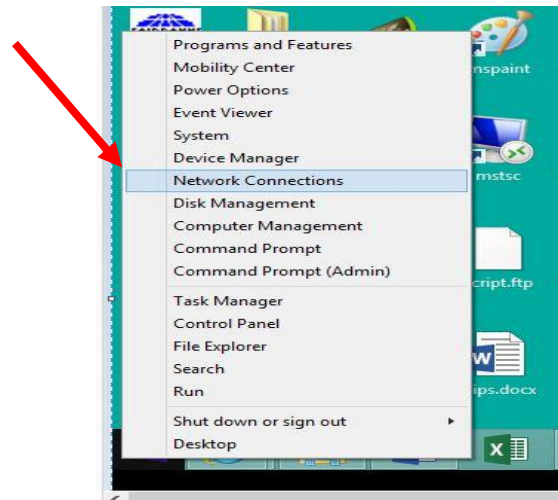 Programs and Features
Mobility Center
Power Options
Event Viewer
System
Device Manager
Network Connections
Disk Management
Computer Management
Command Prompt
Command Prompt (Admin)
Task Manager
Control Panel
File Explorer
Search
Run
Shut down or sign out
Desktop
nspaint
mstsc
cript.ftp
ips.docx